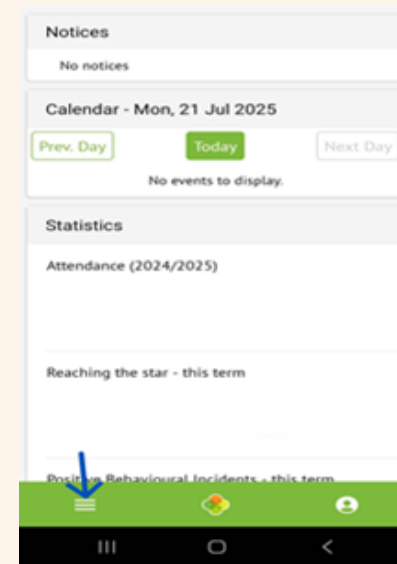 Notices
No notices
Calendar - Mon, 21 Jul 2025
Prev. Day Today Next Day
No events to display.
Statistics
Attendance (2024/2025)
Reaching the star - this term
Positive Behavioural Incidents - this term